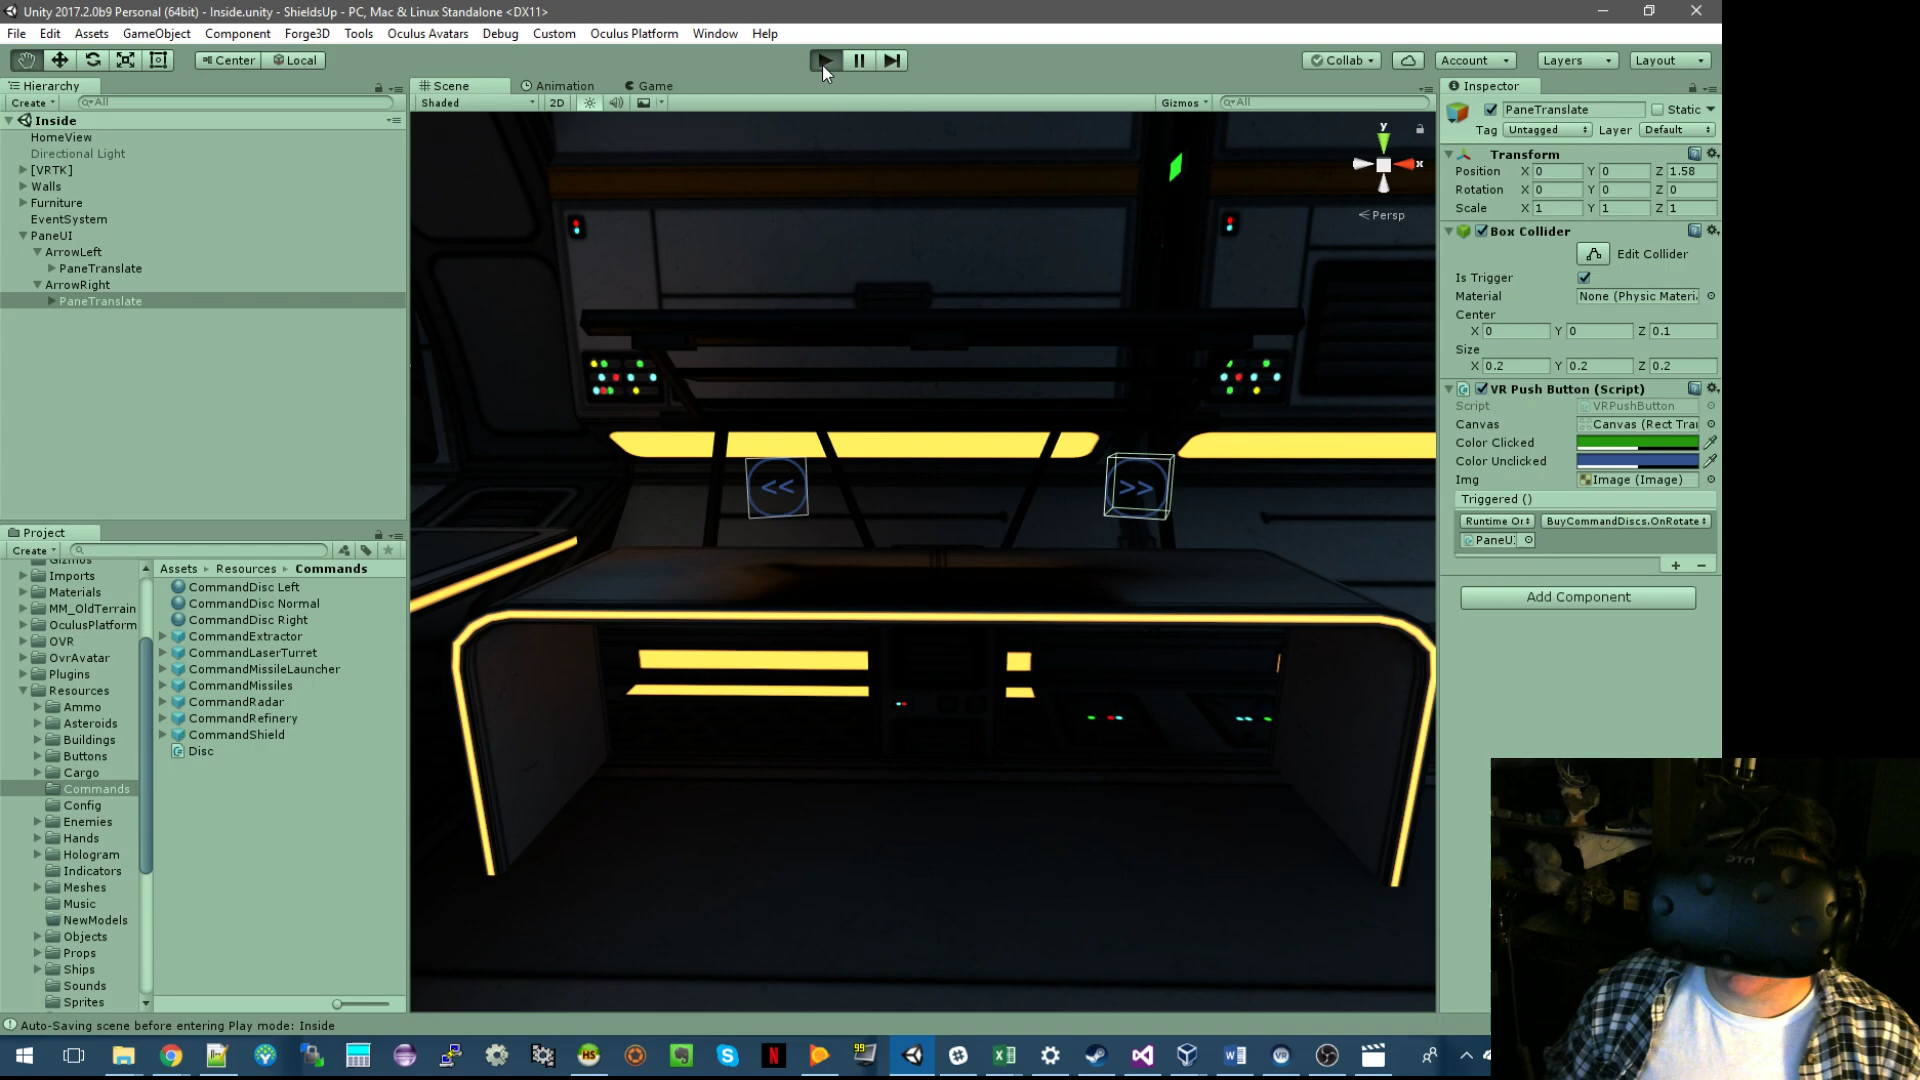 Unity 2017.2.0b9 Personal (64bit) - Inside.unity - ShieldsUp - PC, Mac & Linux Standalone <DX11>
File Edit Assets GameObject Component Forge3D Tools Oculus Avatars Debug Custom Oculus Platform Window Help
Center Local Collab Account Layers Layout
Hierarchy
Create All
Inside
HomeView
Directional Light
[VRTK]
Walls
Furniture
EventSystem
PaneUI
ArrowLeft
PaneTranslate
ArrowRight
PaneTranslate
Scene Animation Game
Shaded 2D Gizmos All
y
x
Persp
<<
>>
Project
Create
Gizmos
Imports
Materials
MM_OldTerrain
OculusPlatform
OVR
OvrAvatar
Plugins
Resources
Ammo
Asteroids
Buildings
Buttons
Cargo
Commands
Config
Enemies
Hands
Hologram
Indicators
Meshes
Music
NewModels
Objects
Props
Ships
Sounds
Sprites
Assets Resources Commands
CommandDisc Left
CommandDisc Normal
CommandDisc Right
CommandExtractor
CommandLaserTurret
CommandMissileLauncher
CommandMissiles
CommandRadar
CommandRefinery
CommandShield
Disc
Inspector
PaneTranslate Static
Tag Untagged Layer Default
Transform
Position X 0 Y 0 Z 1.58
Rotation X 0 Y 0 Z 0
Scale X 1 Y 1 Z 1
Box Collider
Edit Collider
Is Trigger
Material None (Physic Materi
Center
X 0 Y 0 Z 0.1
Size
X 0.2 Y 0.2 Z 0.2
VR Push Button (Script)
Script VRPushButton
Canvas Canvas (Rect Tra
Color Clicked
Color Unclicked
Img Image (Image)
Triggered ()
Runtime Or BuyCommandDiscs.OnRotate
PaneU
Add Component
Auto-Saving scene before entering Play mode: Inside
HTC